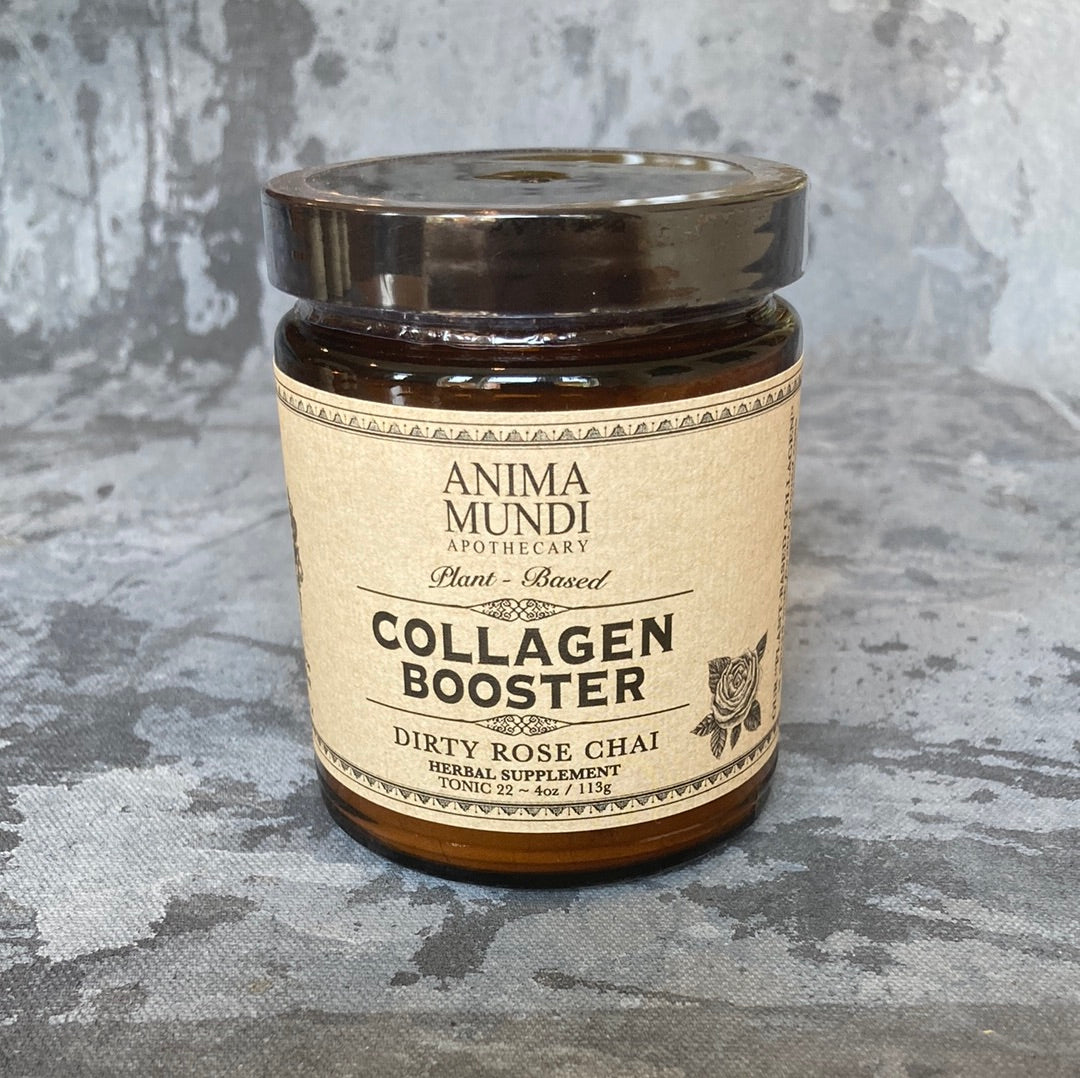 ANIMA
MUNDI
APOTHECARY
Plant - Based
COLLAGEN
BOOSTER
DIRTY ROSE CHAI
HERBAL SUPPLEMENT
TONIC 22 ~ 4oz / 113g